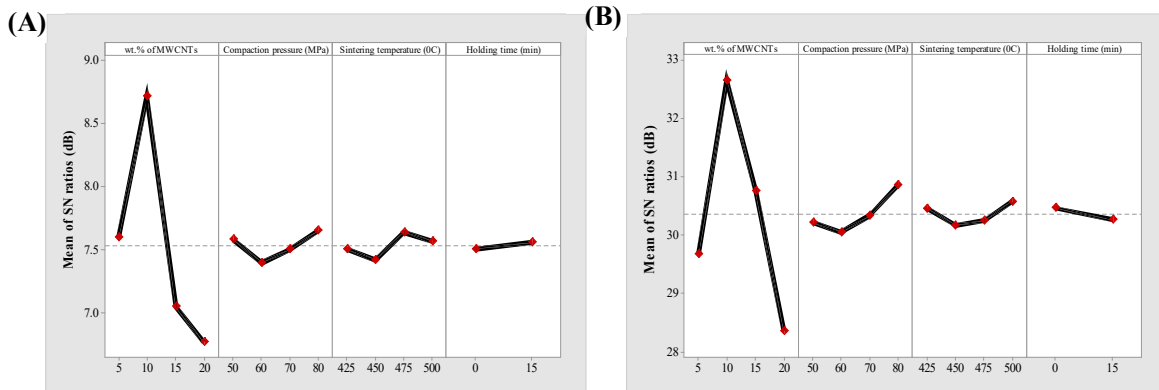 (A)
wt.% of MWCNTs Compaction pressure (MPa) Sintering temperature (0C) Holding time (min)
Mean of SN ratios (dB)
9.0
8.5
8.0
7.5
7.0
5 10 15 20 50 60 70 80 425 450 475 500 0 15
(B)
wt.% of MWCNTs Compaction pressure (MPa) Sintering temperature (0C) Holding time (min)
Mean of SN ratios (dB)
33
32
31
30
29
28
5 10 15 20 50 60 70 80 425 450 475 500 0 15